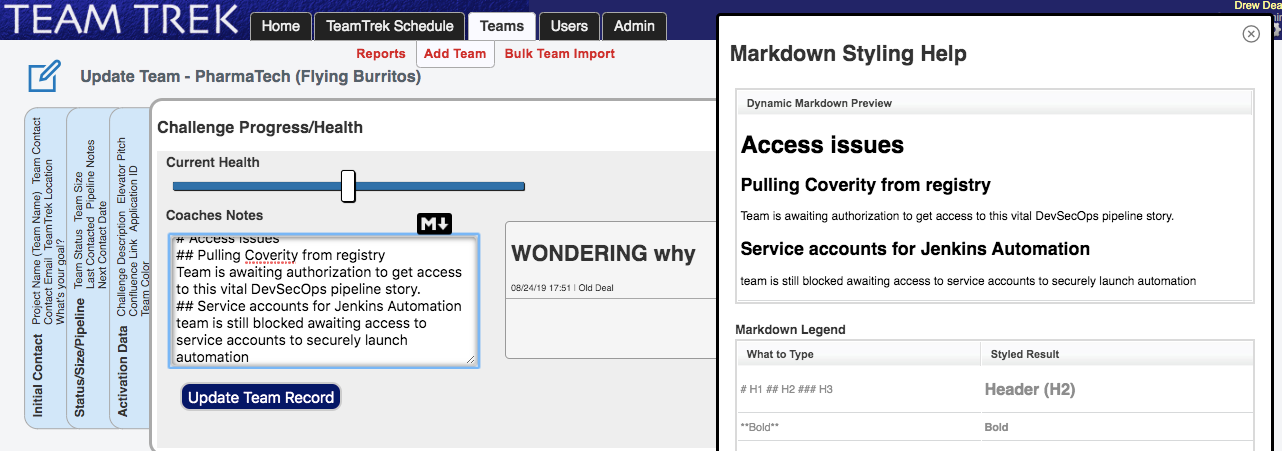 TEAM TREK
Home
TeamTrek Schedule
Teams
Users
Admin
Drew Dea
Reports
Add Team
Bulk Team Import
Update Team - PharmaTech (Flying Burritos)
Initial Contact
Project Name (Team Name) Team Contact
Contact Email TeamTrek Location
What's your goal?
Status/Size/Pipeline
Team Status Team Size
Last Contacted Pipeline Notes
Next Contact Date
Activation Data
Challenge Description Elevator Pitch
Confluence Link Application ID
Team Color
Challenge Progress/Health
Current Health
Coaches Notes
M
# Access issues
## Pulling Coverity from registry
Team is awaiting authorization to get access
to this vital DevSecOps pipeline story.
## Service accounts for Jenkins Automation
team is still blocked awaiting access to
service accounts to securely launch
automation
Update Team Record
WONDERING why
08/24/19 17:51 | Old Deal
Markdown Styling Help
Dynamic Markdown Preview
Access issues
Pulling Coverity from registry
Team is awaiting authorization to get access to this vital DevSecOps pipeline story.
Service accounts for Jenkins Automation
team is still blocked awaiting access to service accounts to securely launch automation
Markdown Legend
What to Type
Styled Result
# H1 ## H2 ### H3
Header (H2)
**Bold**
Bold